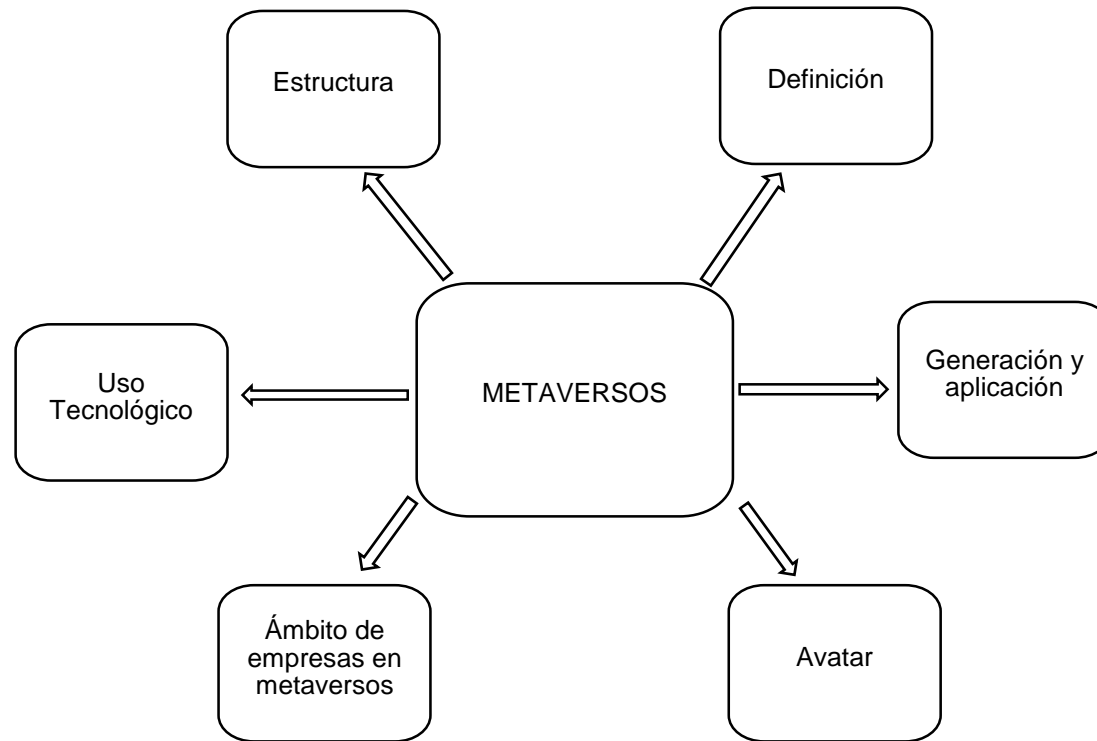 Estructura
Definición
Uso
Tecnológico
METAVERSOS
Generación y
aplicación
Ámbito de
empresas en
metaversos
Avatar